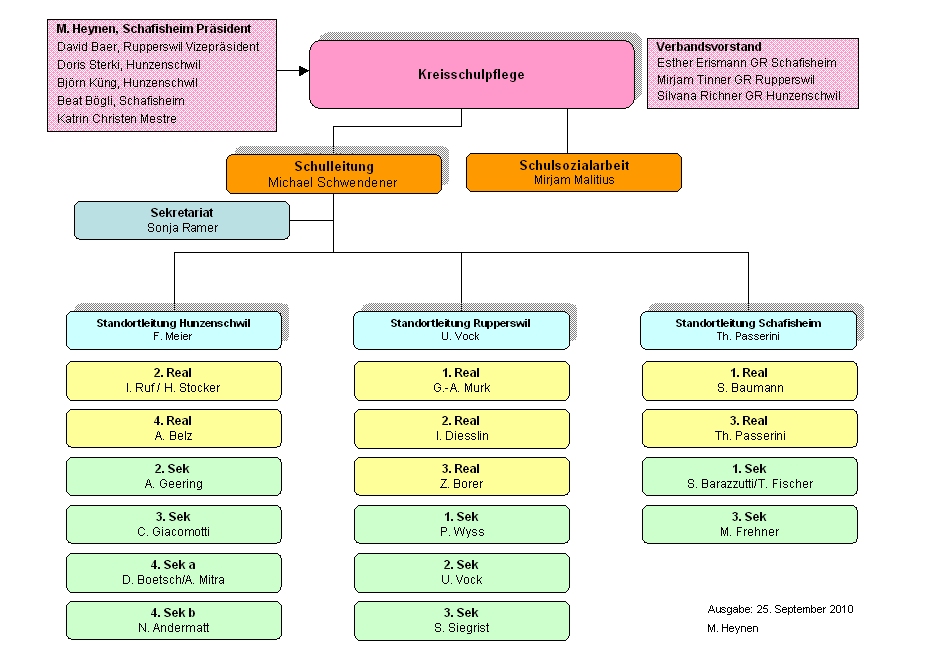 M. Heynen, Schafisheim Präsident
David Baer, Rupperswil Vizepräsident
Doris Sterki, Hunzenschwil
Björn Küng, Hunzenschwil
Beat Bögli, Schafisheim
Katrin Christen Mestre
Kreisschulpflege
Verbandsvorstand
Esther Erismann GR Schafisheim
Mirjam Tinner GR Rupperswil
Silvana Richner GR Hunzenschwil
Schulleitung
Michael Schwendener
Schulsozialarbeit
Mirjam Malitius
Sekretariat
Sonja Ramer
Standortleitung Hunzenschwil
F. Meier
2. Real
I. Ruf / H. Stocker
4. Real
A. Belz
2. Sek
A. Geering
3. Sek
C. Giacomotti
4. Sek a
D. Boetsch/A. Mitra
4. Sek b
N. Andermatt
Standortleitung Rupperswil
U. Vock
1. Real
G.-A. Murk
2. Real
I. Diesslin
3. Real
Z. Borer
1. Sek
P. Wyss
2. Sek
U. Vock
3. Sek
S. Siegrist
Standortleitung Schafisheim
Th. Passerini
1. Real
S. Baumann
3. Real
Th. Passerini
1. Sek
S. Barazzutti/T. Fischer
3. Sek
M. Frehner
Ausgabe: 25. September 2010
M. Heynen